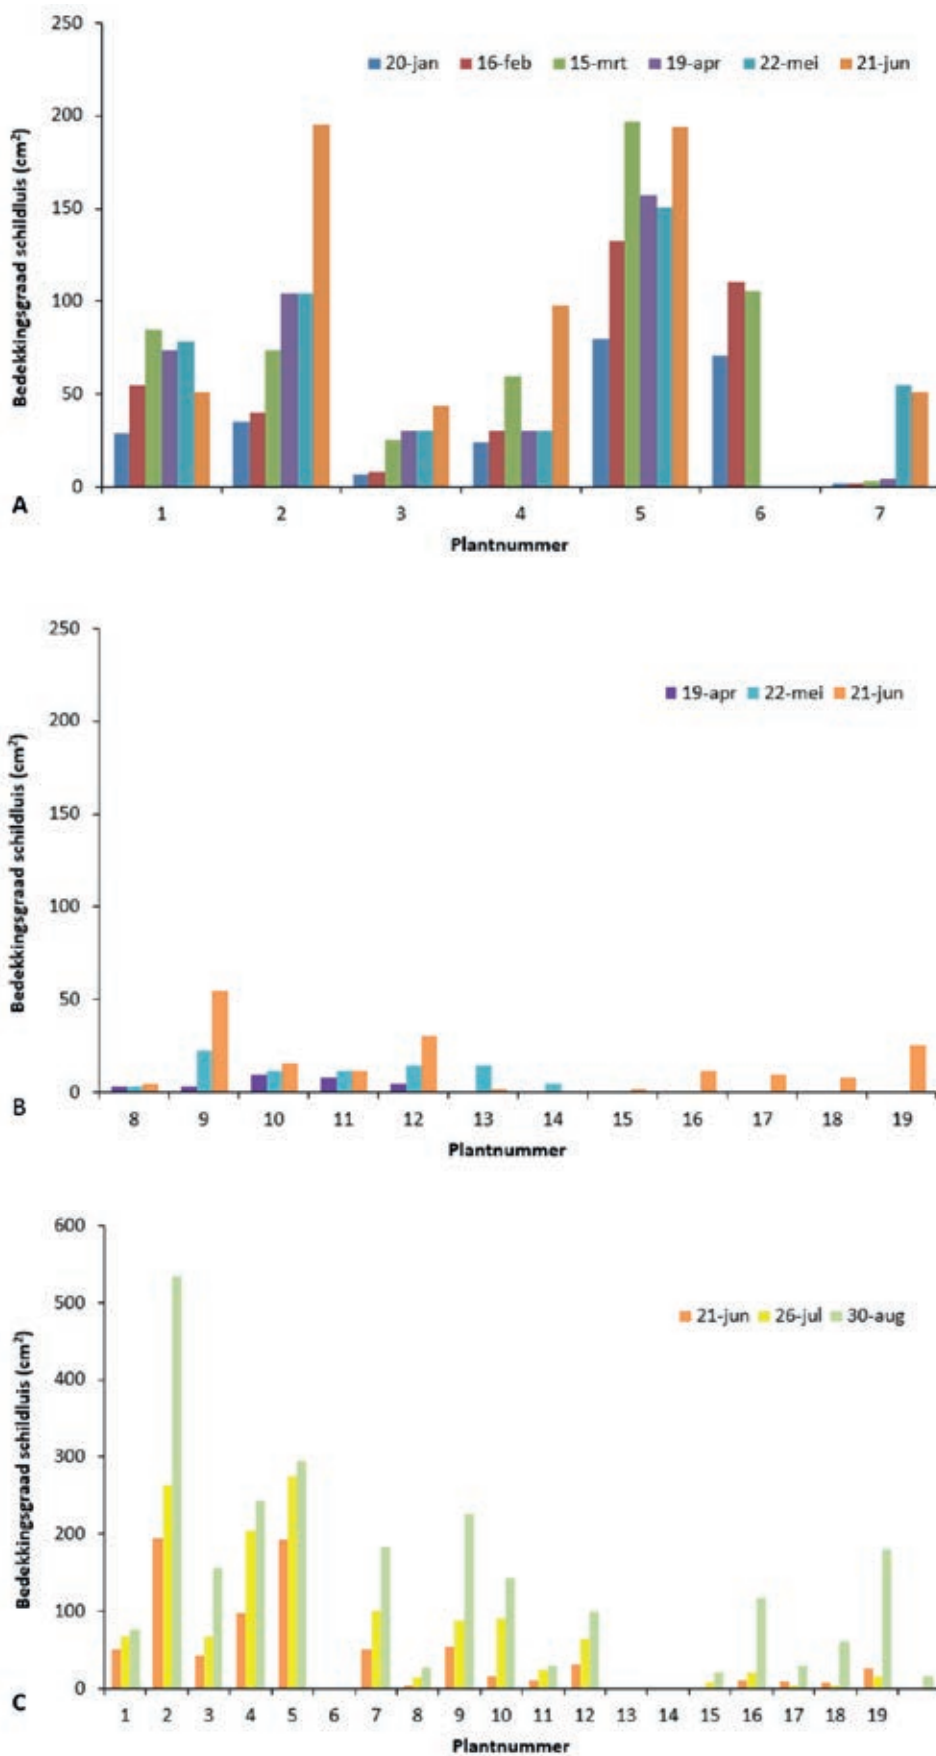 250
200
150
100
50
0
Bedekkingsgraad schildluis (cm²)
20-jan 16-feb 15-mrt 19-apr 22-mei 21-jun
1 2 3 4 5 6 7
Plantnummer
A
250
200
150
100
50
0
Bedekkingsgraad schildluis (cm²)
19-apr 22-mei 21-jun
8 9 10 11 12 13 14 15 16 17 18 19
Plantnummer
B
600
500
400
300
200
100
0
Bedekkingsgraad schildluis (cm²)
21-jun 26-jul 30-aug
1 2 3 4 5 6 7 8 9 10 11 12 13 14 15 16 17 18 19
Plantnummer
C